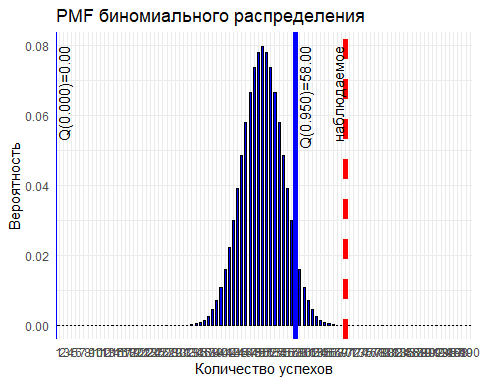 PMF биномиального распределения
Вероятность
0.08
0.06
0.04
0.02
0.00
Q(0.000)=0.00
Q(0.950)=58.00
наблюдаемое
Количество успехов